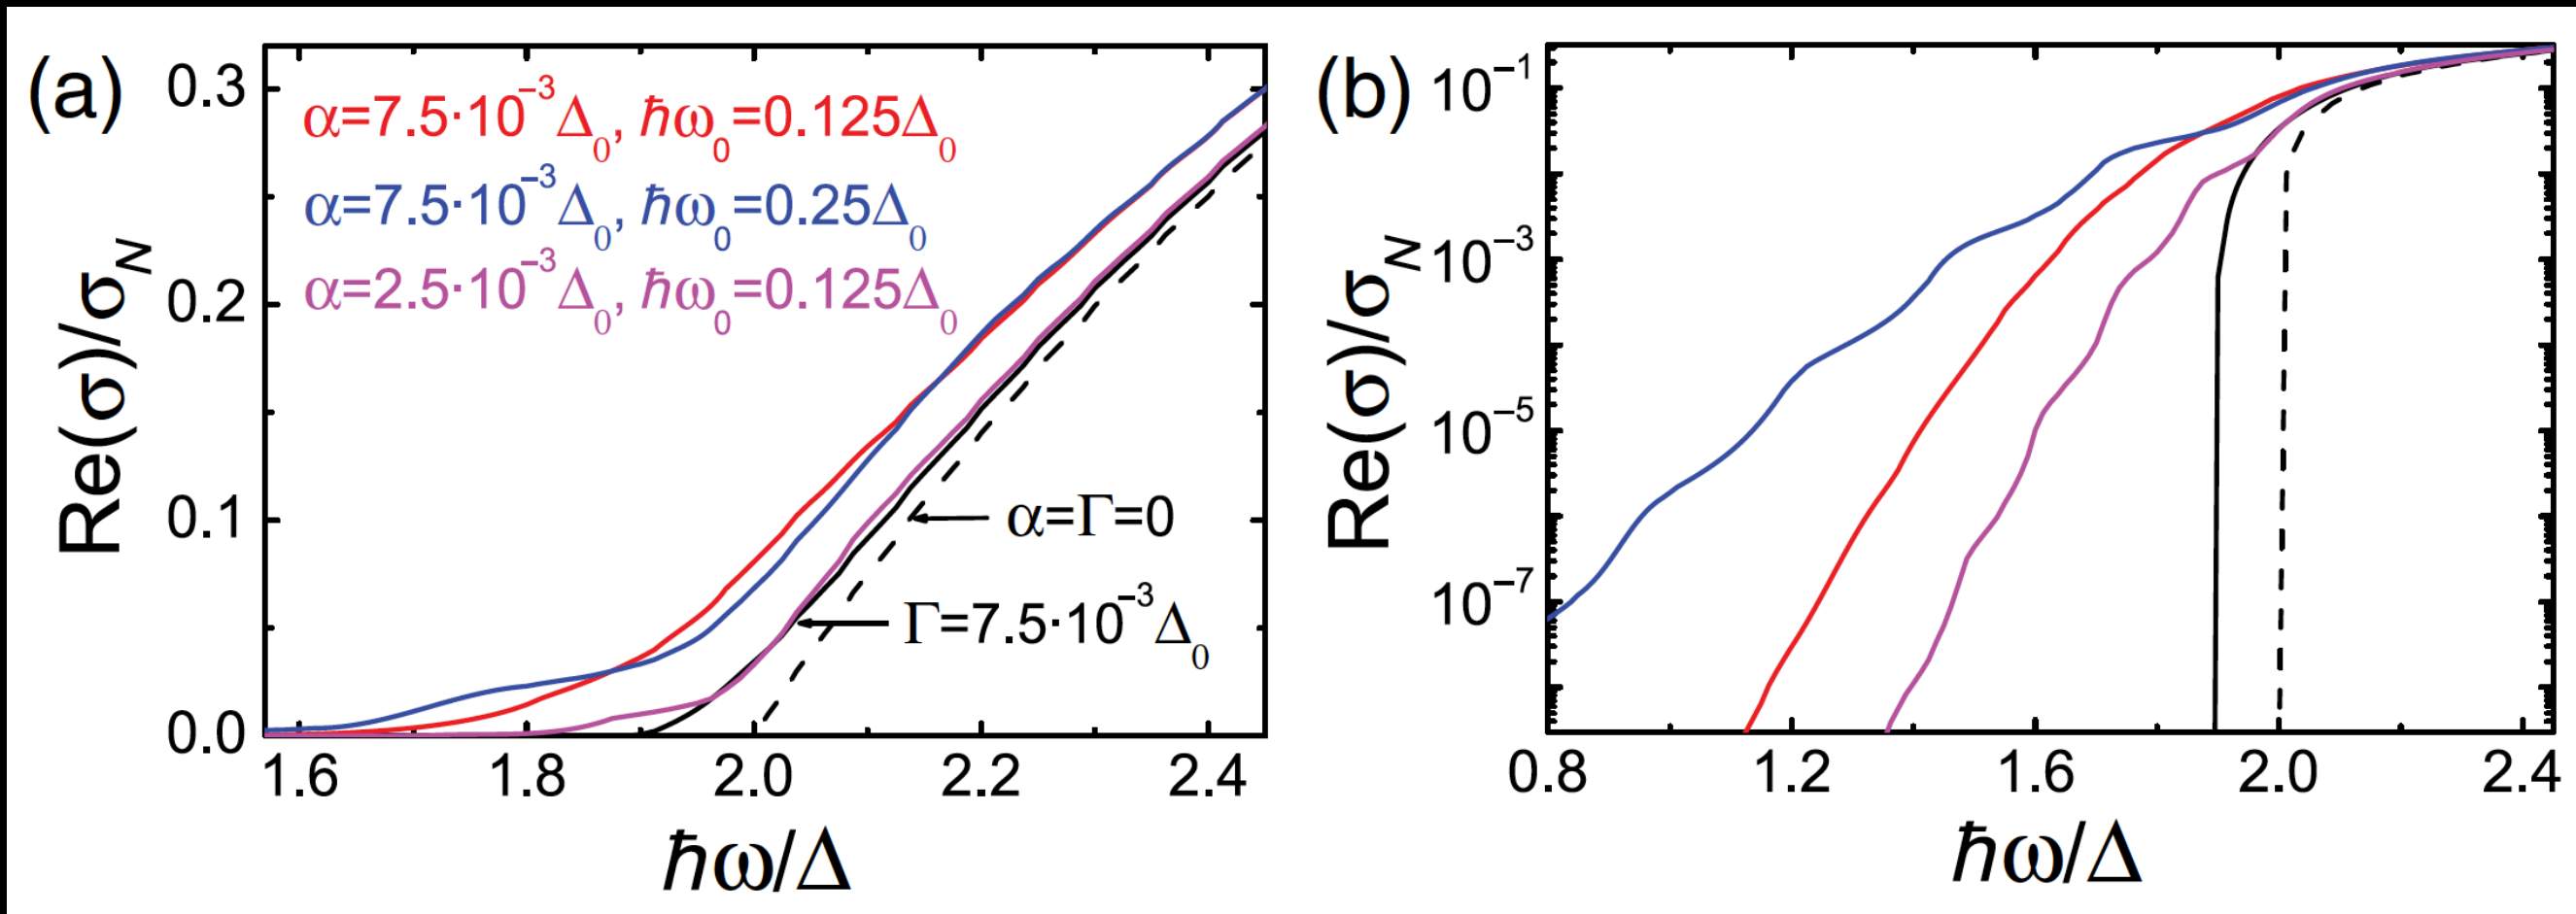 (a)
Re(σ)/σN
0.3
0.2
0.1
0.0
α=7.5·10⁻³Δ₀, ħω₀=0.125Δ₀
α=7.5·10⁻³Δ₀, ħω₀=0.25Δ₀
α=2.5·10⁻³Δ₀, ħω₀=0.125Δ₀
α=Γ=0
Γ=7.5·10⁻³Δ₀
1.6 1.8 2.0 2.2 2.4
ħω/Δ
(b)
Re(σ)/σN
10⁻¹
10⁻³
10⁻⁵
10⁻⁷
0.8 1.2 1.6 2.0 2.4
ħω/Δ